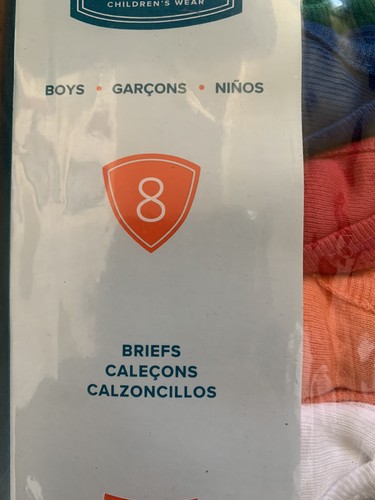 CHILDREN'S WEAR
BOYS • GARÇONS • NIÑOS
8
BRIEFS
CALEÇONS
CALZONCILLOS